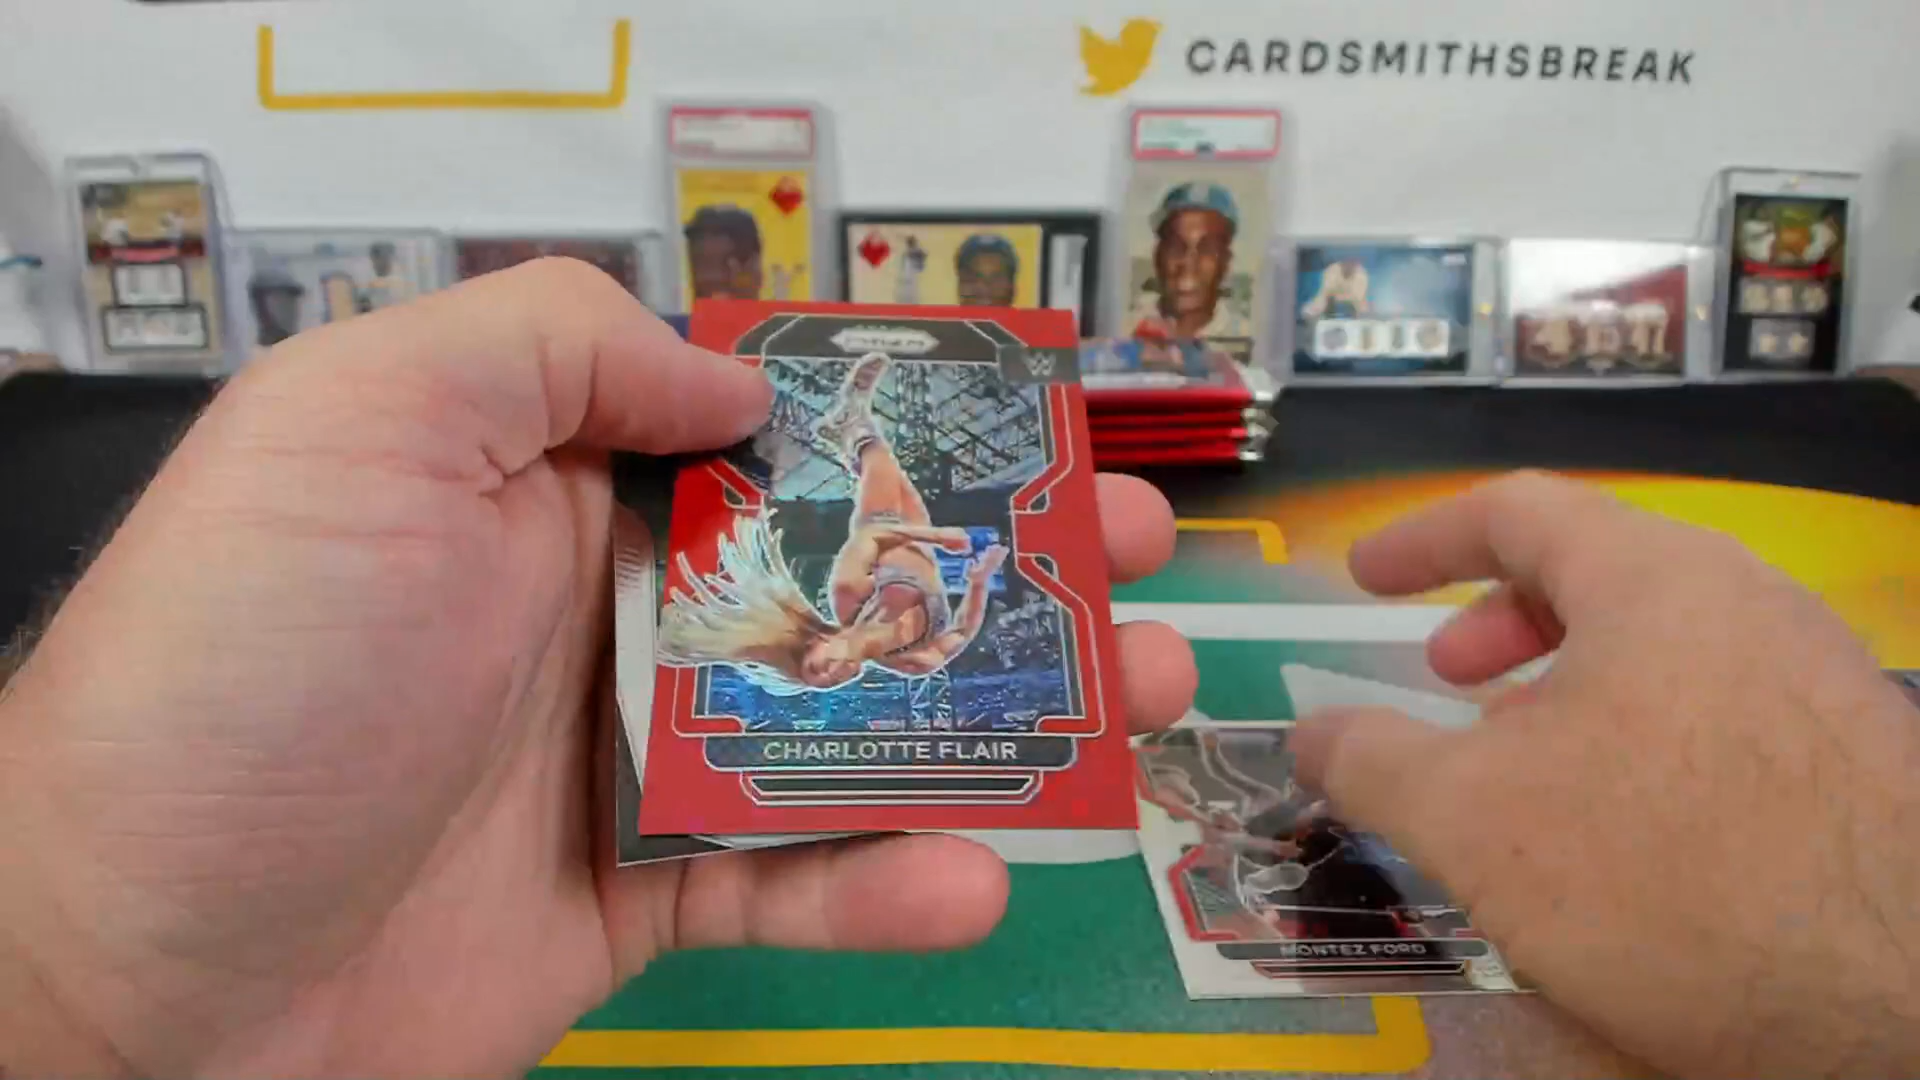 CARDSMITHSBREAK
PRIZM
W
CHARLOTTE FLAIR
MONTEZ FORD